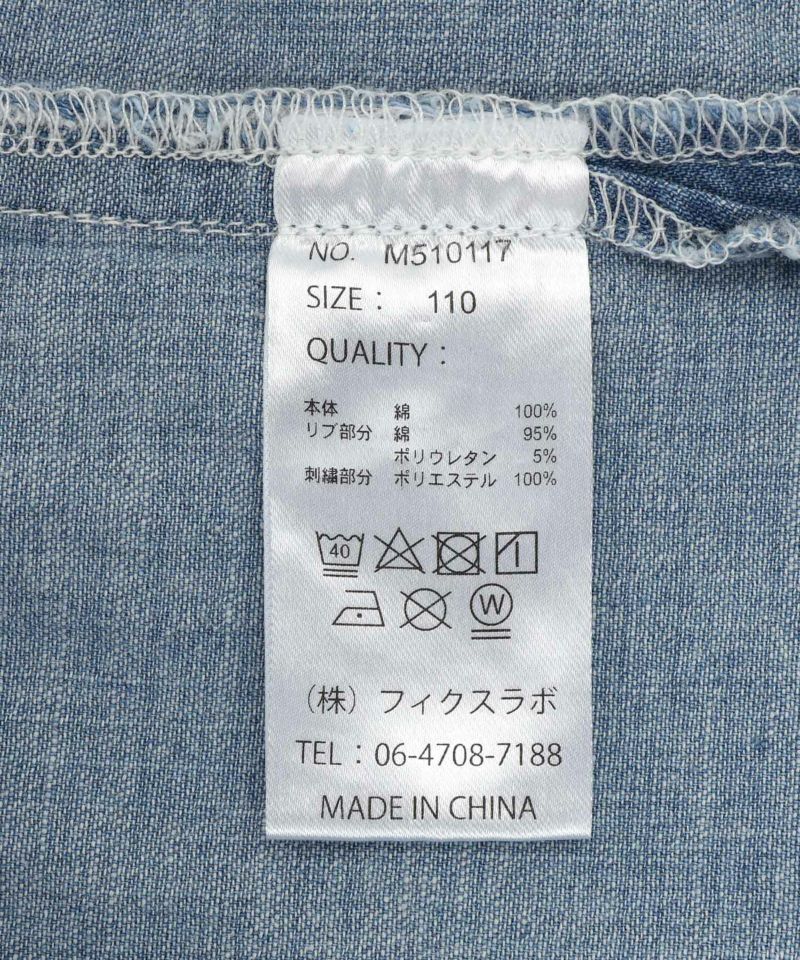 NO. M510117
SIZE : 110
QUALITY :
本体 綿 100%
リブ部分 綿 95%
ポリウレタン 5%
刺繍部分 ポリエステル 100%
40
W
（株）フィクスラボ
TEL : 06-4708-7188
MADE IN CHINA